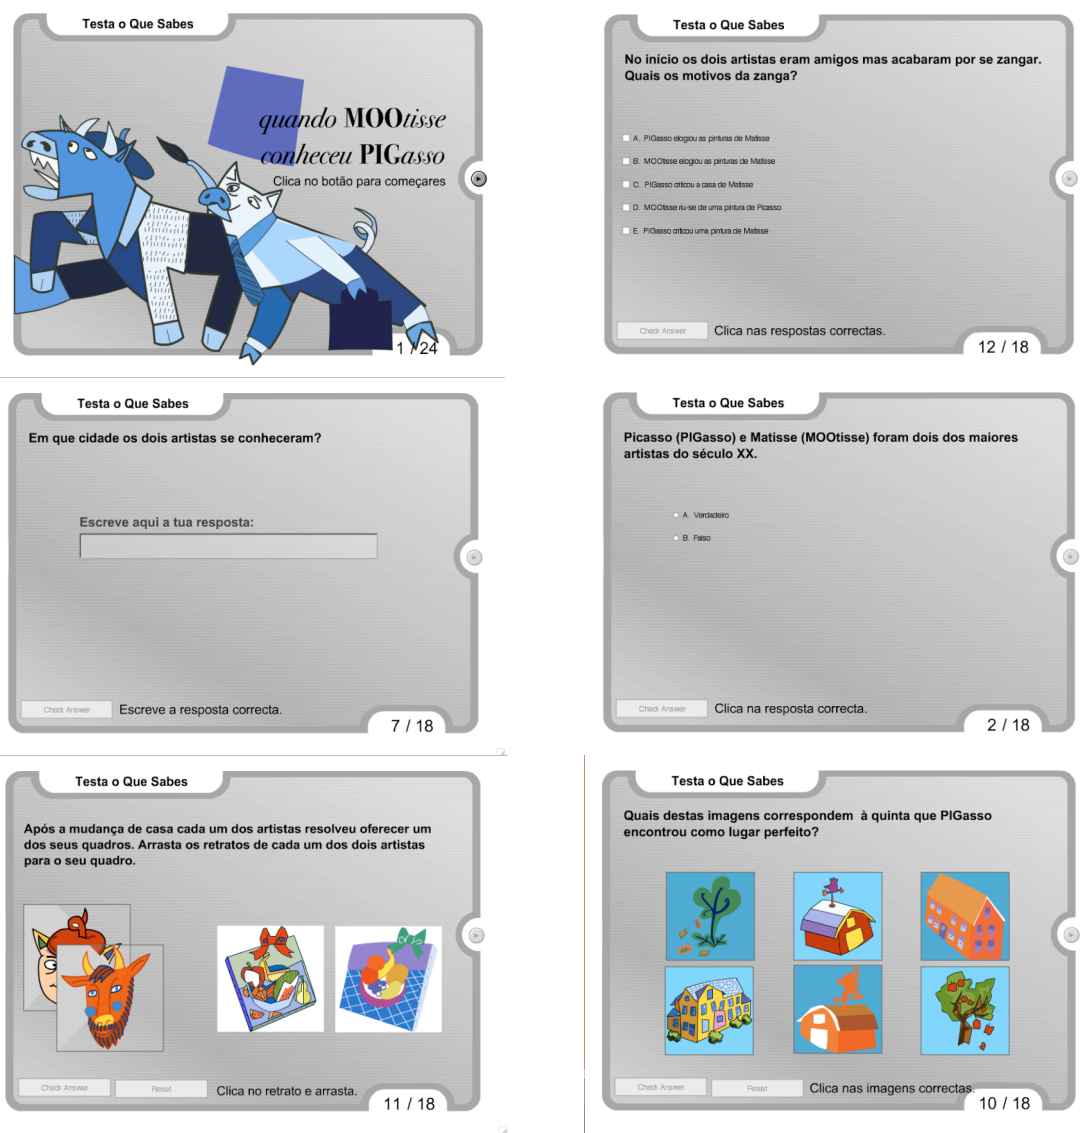 Testa o Que Sabes
quando MOOtisse
conheceu PIGasso
Clica no botão para começares
1 / 24
Testa o Que Sabes
No início os dois artistas eram amigos mas acabaram por se zangar.
Quais os motivos da zanga?
A. PIGasso elogiou as pinturas de Matisse
B. MOOtisse elogiou as pinturas de Matisse
C. PIGasso criticou a casa de Matisse
D. MOOtisse riu-se de uma pintura de Picasso
E. PIGasso criticou uma pintura de Matisse
Check Answer
Clica nas respostas correctas.
12 / 18
Testa o Que Sabes
Em que cidade os dois artistas se conheceram?
Escreve aqui a tua resposta:
Check Answer
Escreve a resposta correcta.
7 / 18
Testa o Que Sabes
Picasso (PIGasso) e Matisse (MOOtisse) foram dois dos maiores
artistas do século XX.
A. Verdadeiro
B. Falso
Check Answer
Clica na resposta correcta.
2 / 18
Testa o Que Sabes
Após a mudança de casa cada um dos artistas resolveu oferecer um
dos seus quadros. Arrasta os retratos de cada um dos dois artistas
para o seu quadro.
Check Answer
Reset
Clica no retrato e arrasta.
11 / 18
Testa o Que Sabes
Quais destas imagens correspondem à quinta que PIGasso
encontrou como lugar perfeito?
Check Answer
Reset
Clica nas imagens correctas.
10 / 18